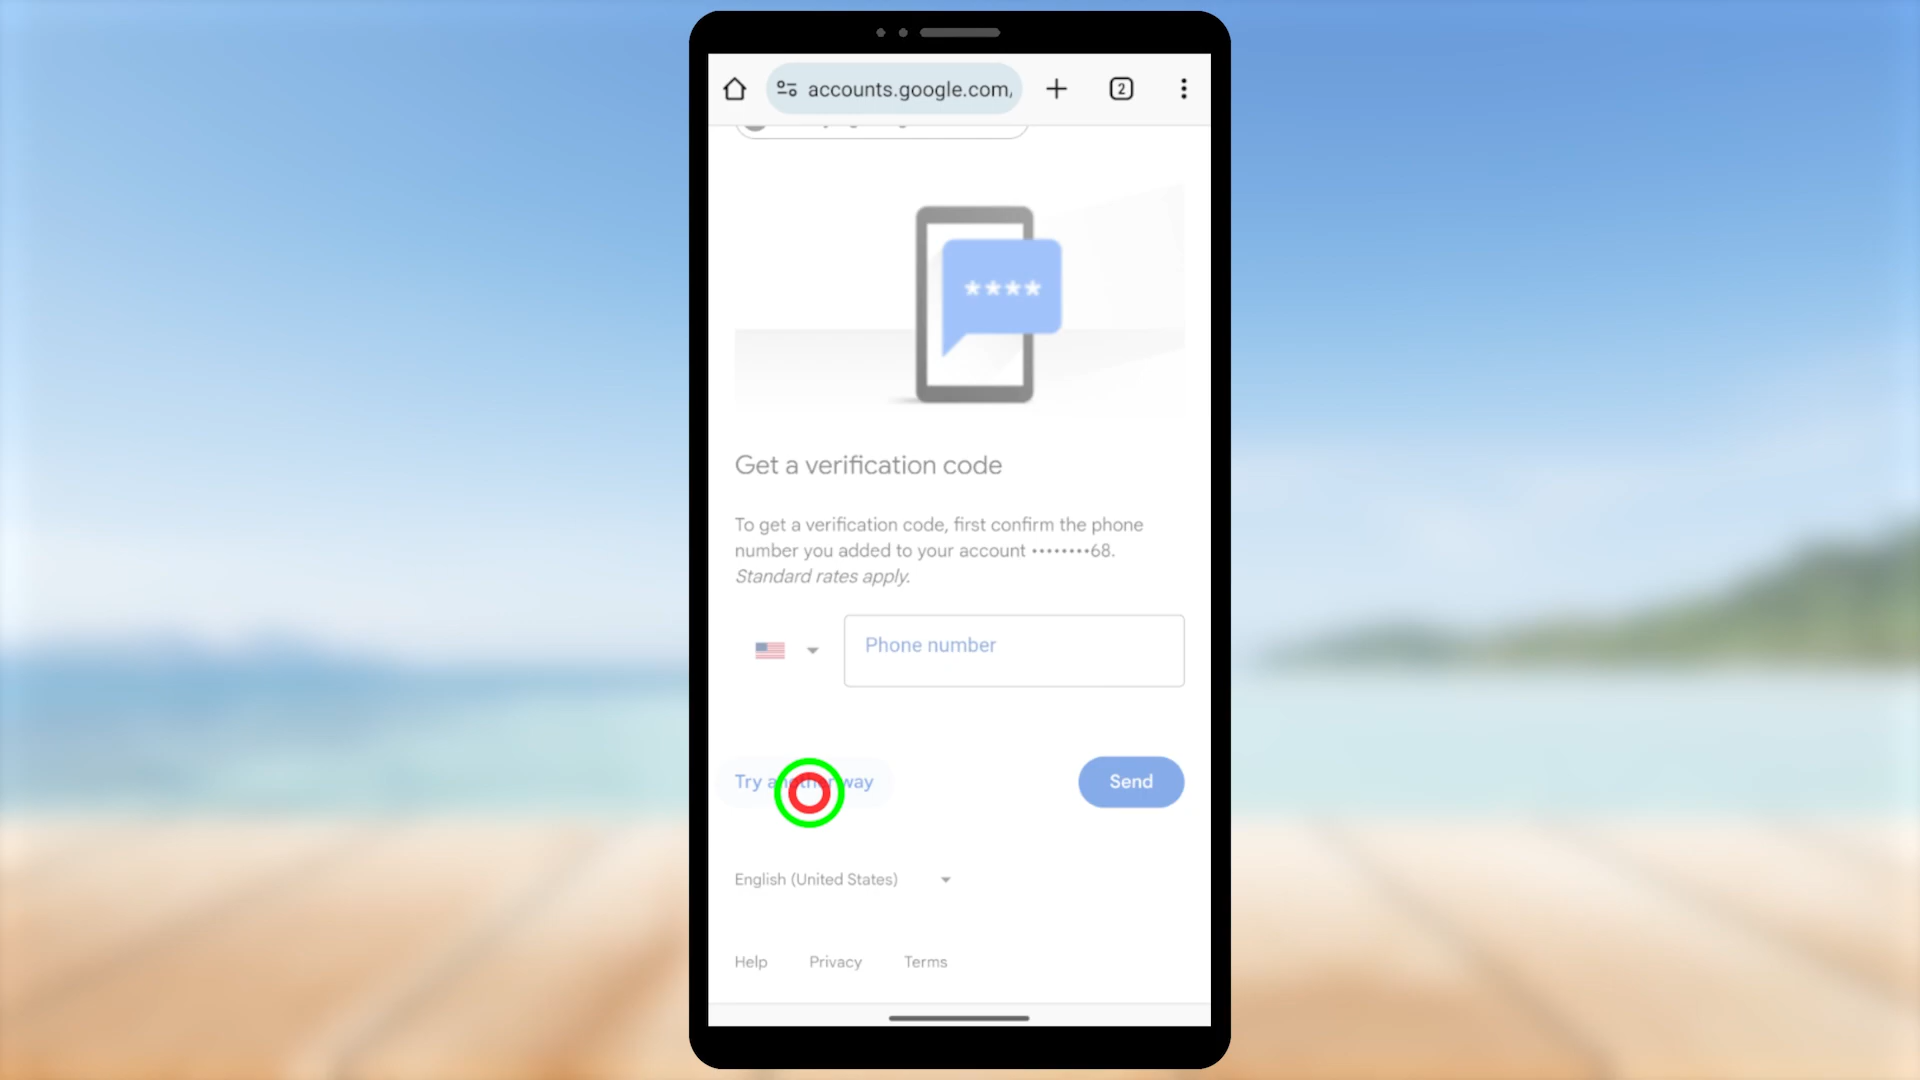 accounts.google.com,
2
****
Get a verification code
To get a verification code, first confirm the phone
number you added to your account ••••••••68.
Standard rates apply.
Phone number
Try another way
Send
English (United States)
Help
Privacy
Terms